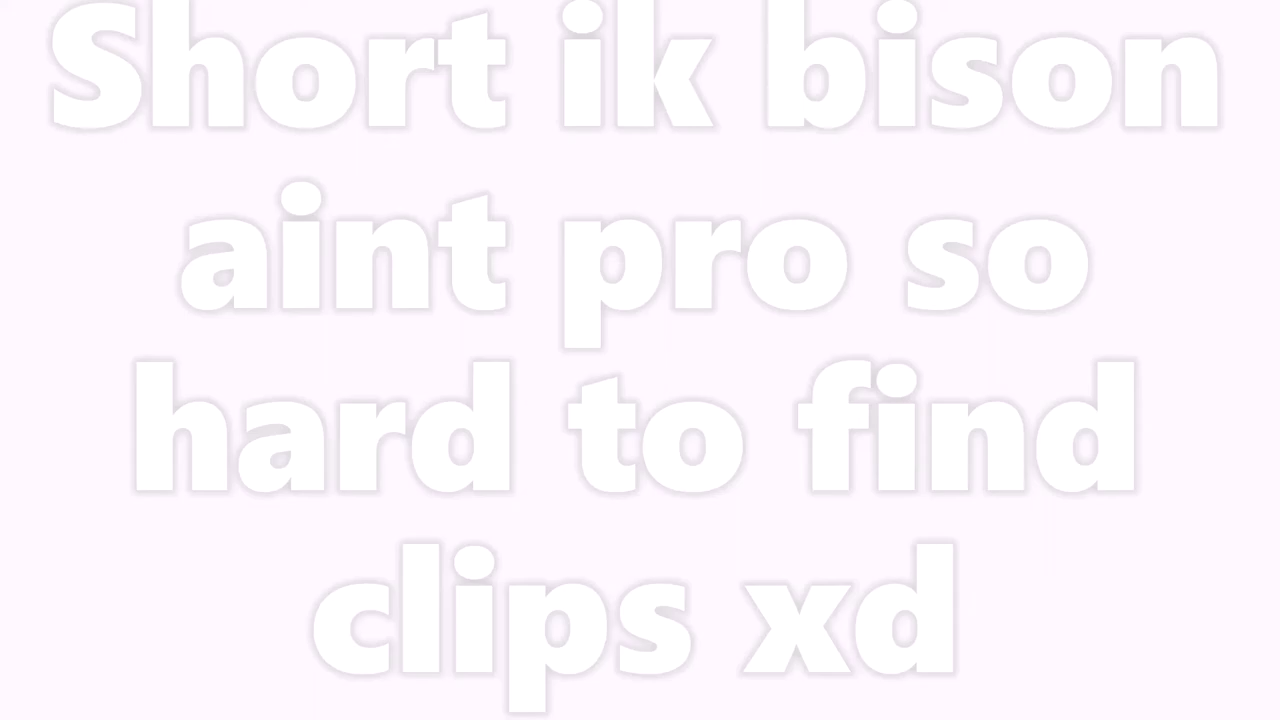 Short ik bison
aint pro so
hard to find
clips xd